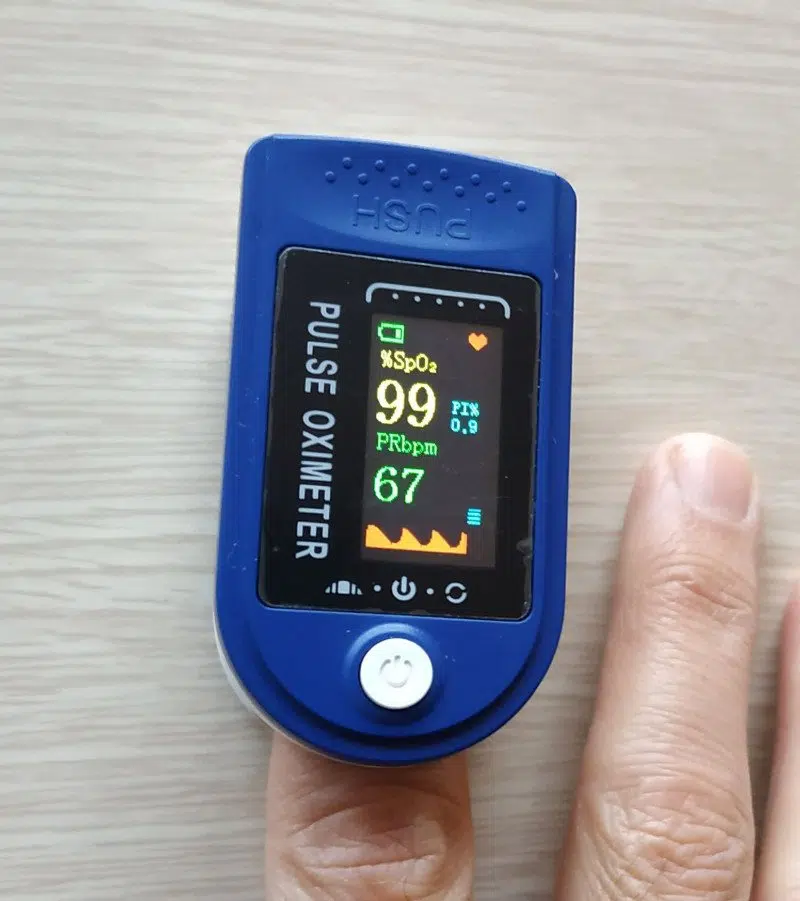 PUSH
PULSE OXIMETER
%SpO₂
99
PI%
0.9
PRbpm
67